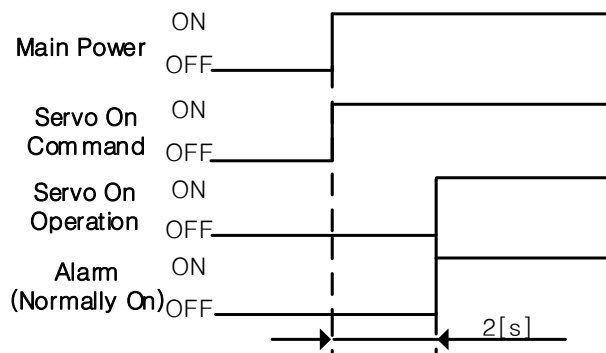 Main Power
ON
OFF
Servo On
Command
ON
OFF
Servo On
Operation
ON
OFF
Alarm
(Normally On)
ON
OFF
2[s]